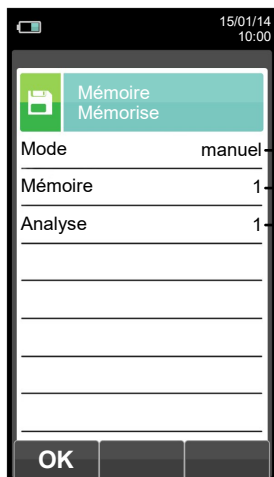 15/01/14
10:00
Mémoire
Mémorise
Mode manuel
Mémoire 1
Analyse 1
OK